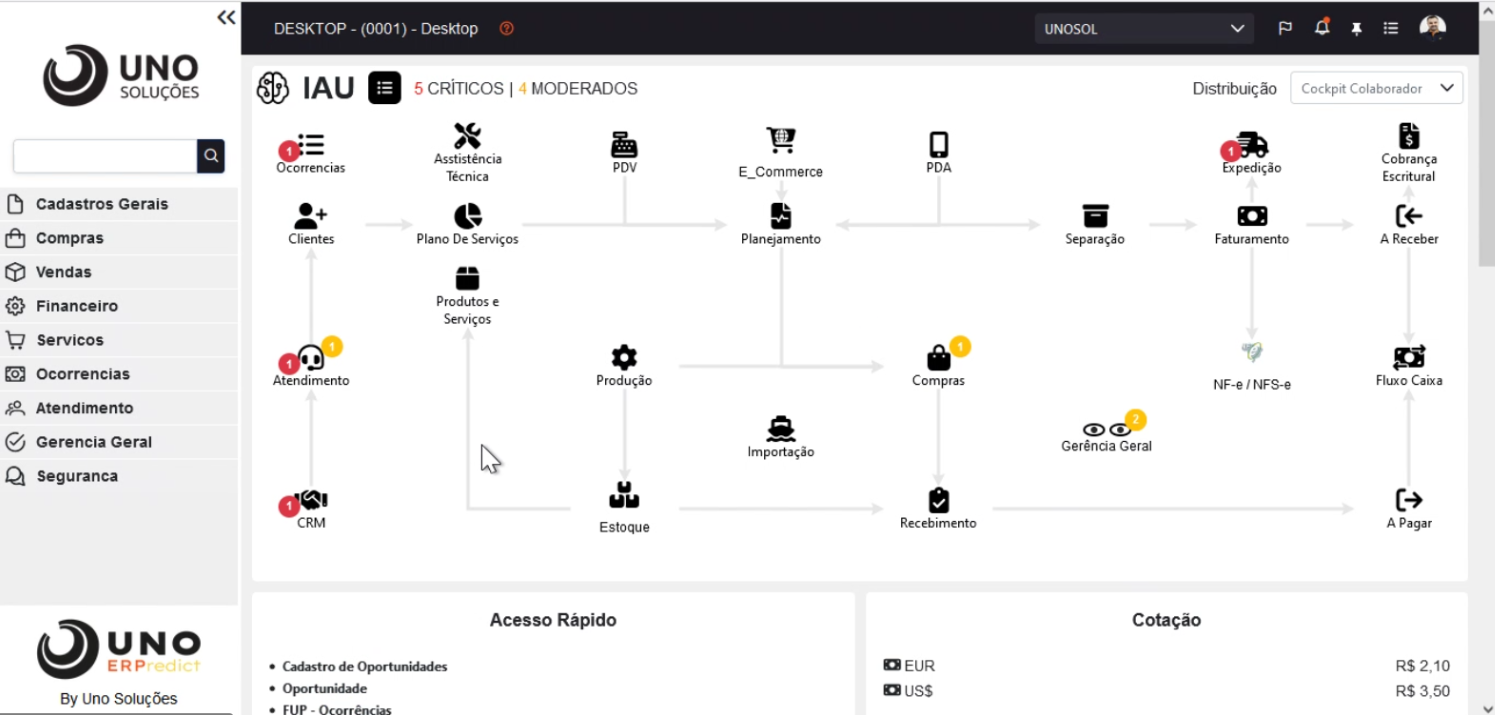 UNO
SOLUÇÕES
Cadastros Gerais
Compras
Vendas
Financeiro
Servicos
Ocorrencias
Atendimento
Gerencia Geral
Seguranca
UNO
ERPredict
By Uno Soluções
DESKTOP - (0001) - Desktop
UNOSOL
IAU
5 CRÍTICOS | 4 MODERADOS
Distribuição
Cockpit Colaborador
1
Ocorrencias
Asstistência
Técnica
PDV
E_Commerce
PDA
1
Expedição
Cobrança
Escritural
Clientes
Plano De Serviços
Planejamento
Separação
Faturamento
A Receber
Produtos e
Serviços
1
1
Atendimento
Produção
1
Compras
NF-e / NFS-e
Fluxo Caixa
Importação
2
Gerência Geral
1
CRM
Estoque
Recebimento
A Pagar
Acesso Rápido
• Cadastro de Oportunidades
• Oportunidade
• FUP - Ocorrências
Cotação
EUR R$ 2,10
US$ R$ 3,50